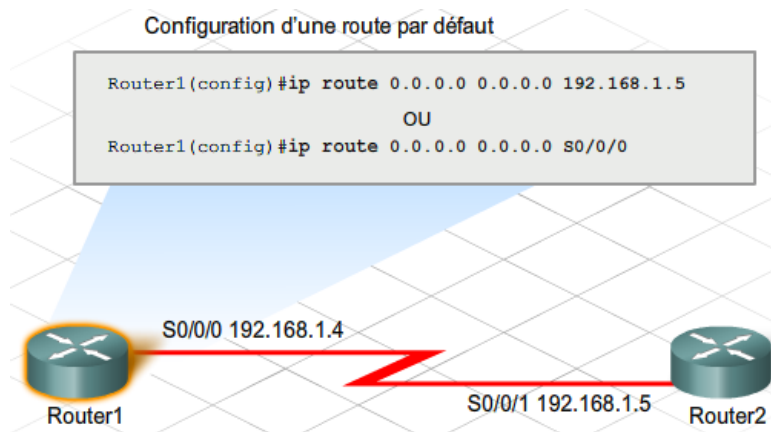 Configuration d'une route par défaut
Router1(config)#ip route 0.0.0.0 0.0.0.0 192.168.1.5
OU
Router1(config)#ip route 0.0.0.0 0.0.0.0 S0/0/0
S0/0/0 192.168.1.4
S0/0/1 192.168.1.5
Router1
Router2